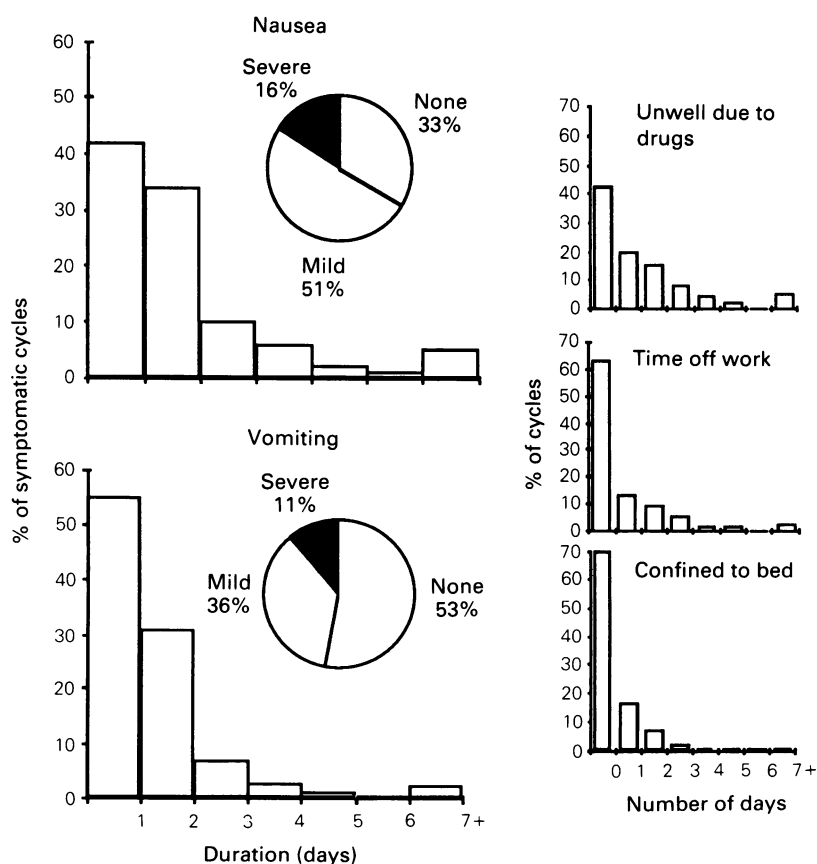 Nausea
60
50
40
30
20
10
0
Severe
16%
None
33%
Mild
51%
% of symptomatic cycles
Vomiting
60
50
40
30
20
10
0
Severe
11%
Mild
36%
None
53%
1 2 3 4 5 6 7+
Duration (days)
Unwell due to
drugs
70
60
50
40
30
20
10
0
Time off work
70
60
50
40
30
20
10
0
% of cycles
Confined to bed
70
60
50
40
30
20
10
0
0 1 2 3 4 5 6 7+
Number of days